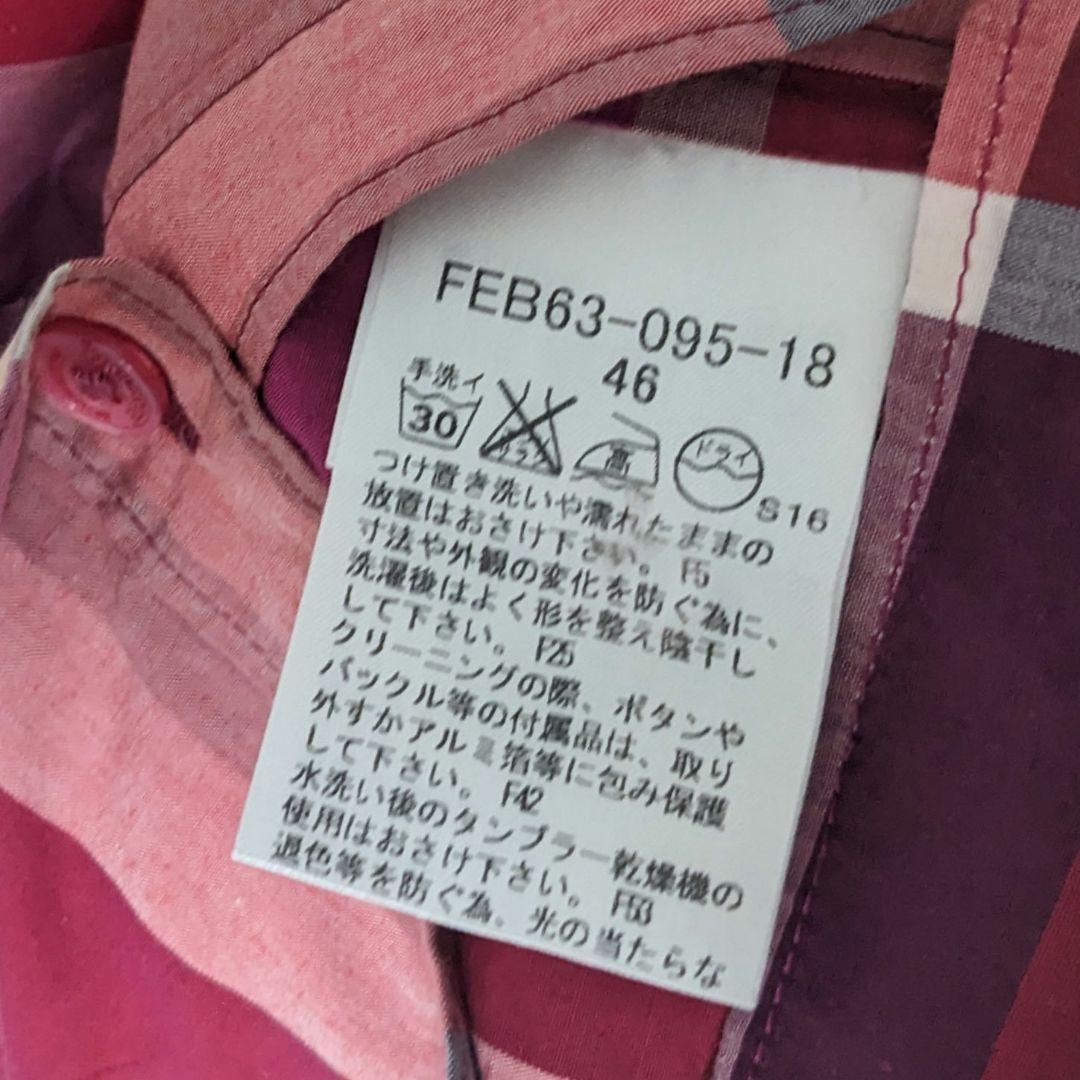 FEB63-095-18
46
手洗イ
30
高
ドライ
S16
つけ置き洗いや濡れたままの
放置はおさけ下さい。 F5
寸法や外観の変化を防ぐ為に、
洗濯後はよく形を整え陰干し
して下さい。 F25
クリーニングの際、ボタンや
バックル等の付属品は、取り
外すかアルミ箔等に包み保護
して下さい。 F42
水洗い後のタンブラー乾燥機の
使用はおさけ下さい。 F53
退色等を防ぐ為、光の当たらな